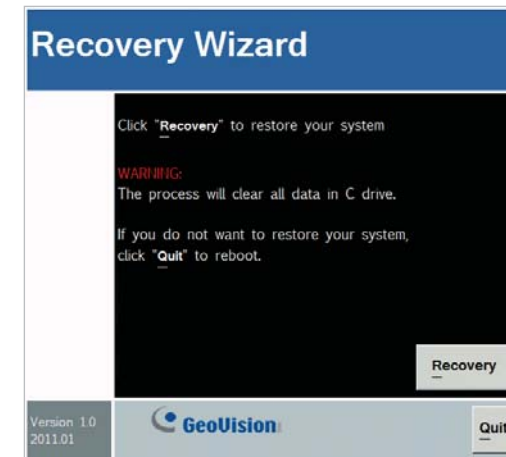 Recovery Wizard
Click "Recovery" to restore your system
WARNING:
The process will clear all data in C drive.
If you do not want to restore your system,
click "Quit" to reboot.
Recovery
Version 1.0
2011.01
GeoVision
Quit